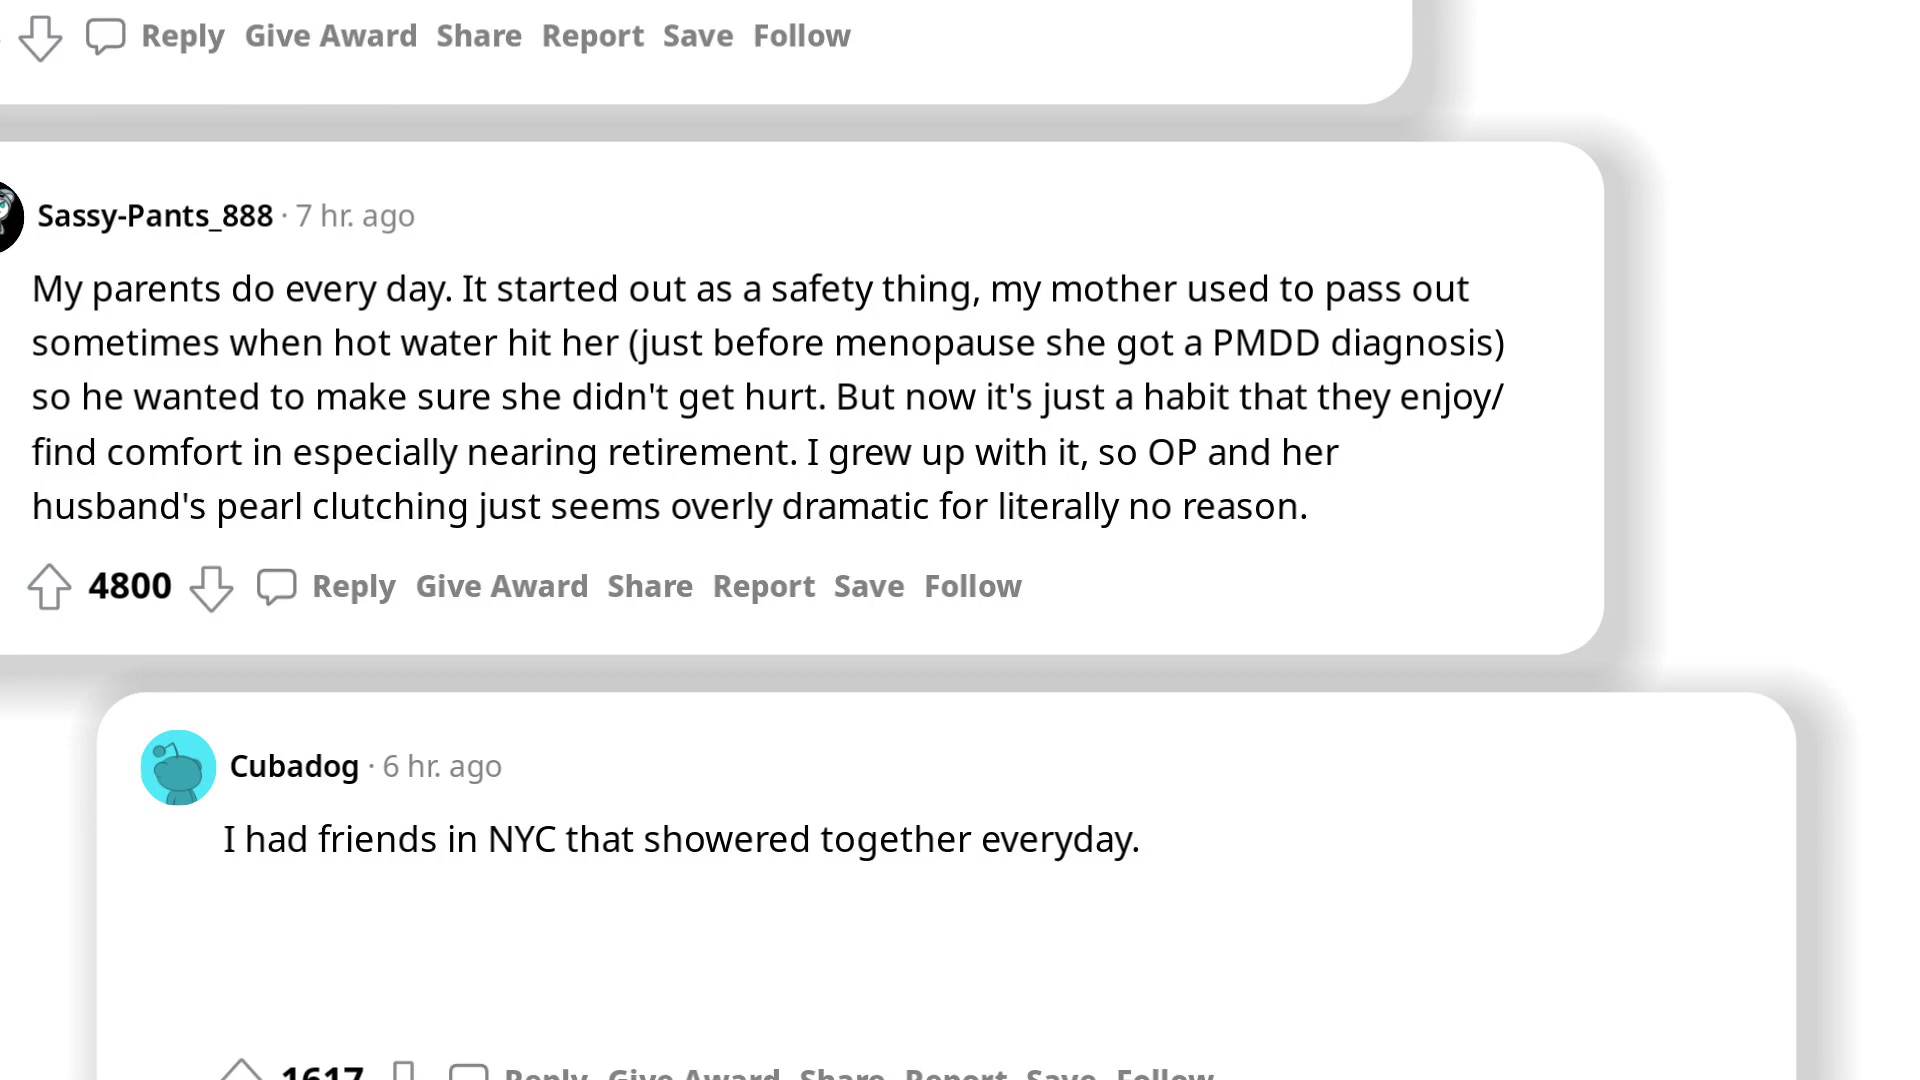 Reply Give Award Share Report Save Follow
Sassy-Pants_888 · 7 hr. ago
My parents do every day. It started out as a safety thing, my mother used to pass out
sometimes when hot water hit her (just before menopause she got a PMDD diagnosis)
so he wanted to make sure she didn't get hurt. But now it's just a habit that they enjoy/
find comfort in especially nearing retirement. I grew up with it, so OP and her
husband's pearl clutching just seems overly dramatic for literally no reason.
4800 Reply Give Award Share Report Save Follow
Cubadog · 6 hr. ago
I had friends in NYC that showered together everyday.
1617 Reply Give Award Share Report Save Follow